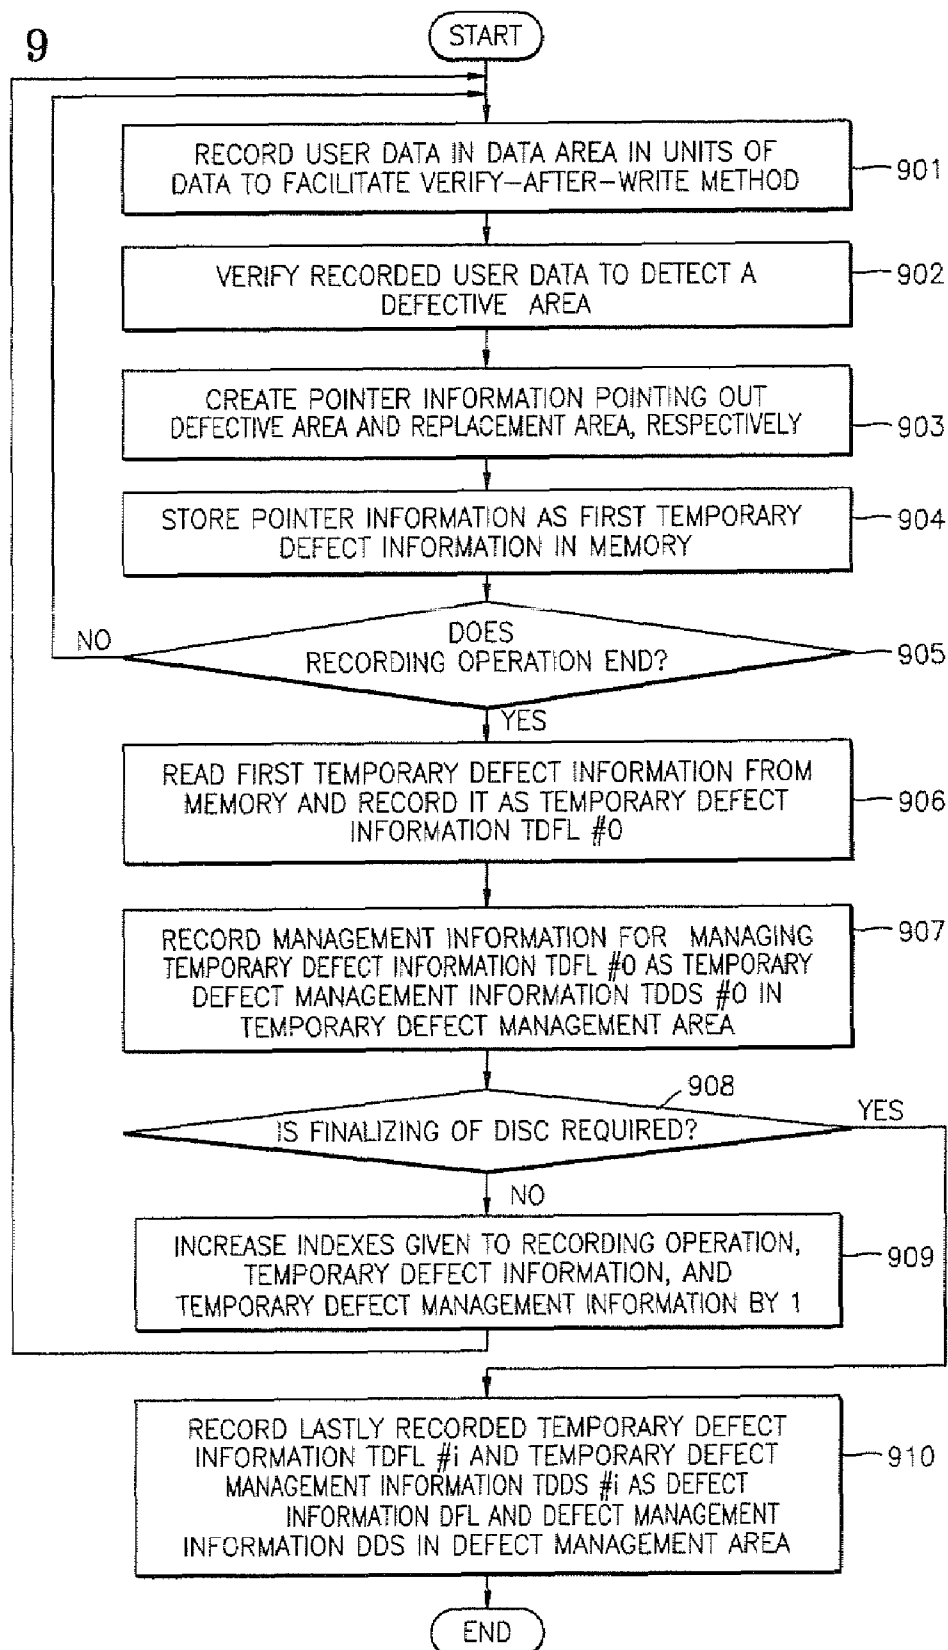 9
START
RECORD USER DATA IN DATA AREA IN UNITS OF
DATA TO FACILITATE VERIFY-AFTER-WRITE METHOD
901
VERIFY RECORDED USER DATA TO DETECT A
DEFECTIVE AREA
902
CREATE POINTER INFORMATION POINTING OUT
DEFECTIVE AREA AND REPLACEMENT AREA, RESPECTIVELY
903
STORE POINTER INFORMATION AS FIRST TEMPORARY
DEFECT INFORMATION IN MEMORY
904
DOES
RECORDING OPERATION END?
905
NO
YES
READ FIRST TEMPORARY DEFECT INFORMATION FROM
MEMORY AND RECORD IT AS TEMPORARY DEFECT
INFORMATION TDFL #0
906
RECORD MANAGEMENT INFORMATION FOR MANAGING
TEMPORARY DEFECT INFORMATION TDFL #0 AS TEMPORARY
DEFECT MANAGEMENT INFORMATION TDDS #0 IN
TEMPORARY DEFECT MANAGEMENT AREA
907
908
IS FINALIZING OF DISC REQUIRED?
YES
NO
INCREASE INDEXES GIVEN TO RECORDING OPERATION,
TEMPORARY DEFECT INFORMATION, AND
TEMPORARY DEFECT MANAGEMENT INFORMATION BY 1
909
RECORD LASTLY RECORDED TEMPORARY DEFECT
INFORMATION TDFL #i AND TEMPORARY DEFECT
MANAGEMENT INFORMATION TDDS #i AS DEFECT
INFORMATION DFL AND DEFECT MANAGEMENT
INFORMATION DDS IN DEFECT MANAGEMENT AREA
910
END